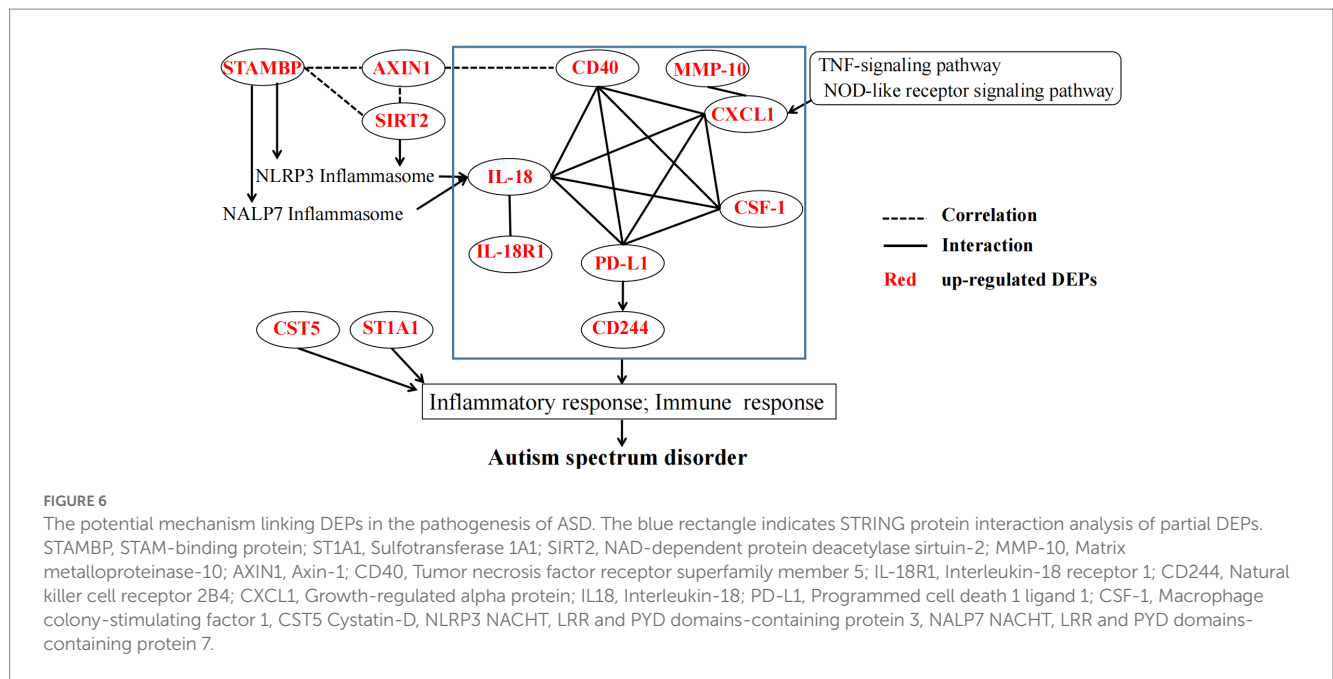 STAMBP
AXIN1
CD40
MMP-10
TNF-signaling pathway
NOD-like receptor signaling pathway
CXCL1
SIRT2
NLRP3 Inflammasome
IL-18
NALP7 Inflammasome
CSF-1
Correlation
Interaction
IL-18R1
PD-L1
Red up-regulated DEPs
CST5
ST1A1
CD244
Inflammatory response; Immune response
Autism spectrum disorder
FIGURE 6
The potential mechanism linking DEPs in the pathogenesis of ASD. The blue rectangle indicates STRING protein interaction analysis of partial DEPs.
STAMBP, STAM-binding protein; ST1A1, Sulfotransferase 1A1; SIRT2, NAD-dependent protein deacetylase sirtuin-2; MMP-10, Matrix
metalloproteinase-10; AXIN1, Axin-1; CD40, Tumor necrosis factor receptor superfamily member 5; IL-18R1, Interleukin-18 receptor 1; CD244, Natural
killer cell receptor 2B4; CXCL1, Growth-regulated alpha protein; IL18, Interleukin-18; PD-L1, Programmed cell death 1 ligand 1; CSF-1, Macrophage
colony-stimulating factor 1, CST5 Cystatin-D, NLRP3 NACHT, LRR and PYD domains-containing protein 3, NALP7 NACHT, LRR and PYD domains-
containing protein 7.